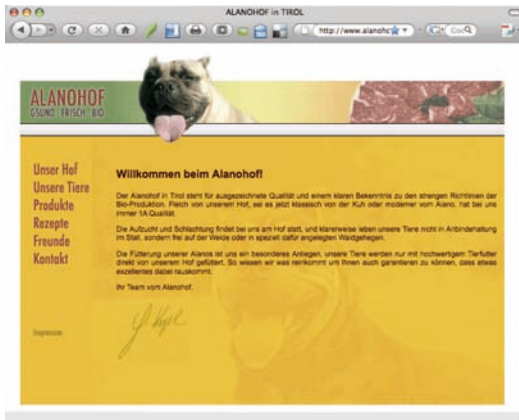 ALANOHOF in TIROL
http://www.alanoho
ALANOHOF
GSUND · FRISCH · BIO
Unser Hof
Unsere Tiere
Produkte
Rezepte
Freunde
Kontakt
Impressum
Willkommen beim Alanohof!
Der Alanohof in Tirol steht für ausgezeichnete Qualität und einem klaren Bekenntnis zu den strengen Richtlinien der
Bio-Produktion. Fleich von unserem Hof, sei es jetzt klassisch von der Kuh oder moderner vom Alano, hat bei uns
immer 1A Qualität.
Die Aufzucht und Schlachtung findet bei uns am Hof statt, und klarerweise leben unsere Tiere nicht in Anbindehaltung
im Stall, sondern frei auf der Weide oder in speziell dafür angelegten Waldgehegen.
Die Fütterung unserer Alanos ist uns ein besonderes Anliegen, unsere Tiere werden nur mit hochwertigem Tierfutter
direkt von unserem Hof gefüttert. So wissen wir was reinkommt um Ihnen auch garantieren zu können, dass etwas
exzellentes dabei rauskommt.
Ihr Team vom Alanohof.